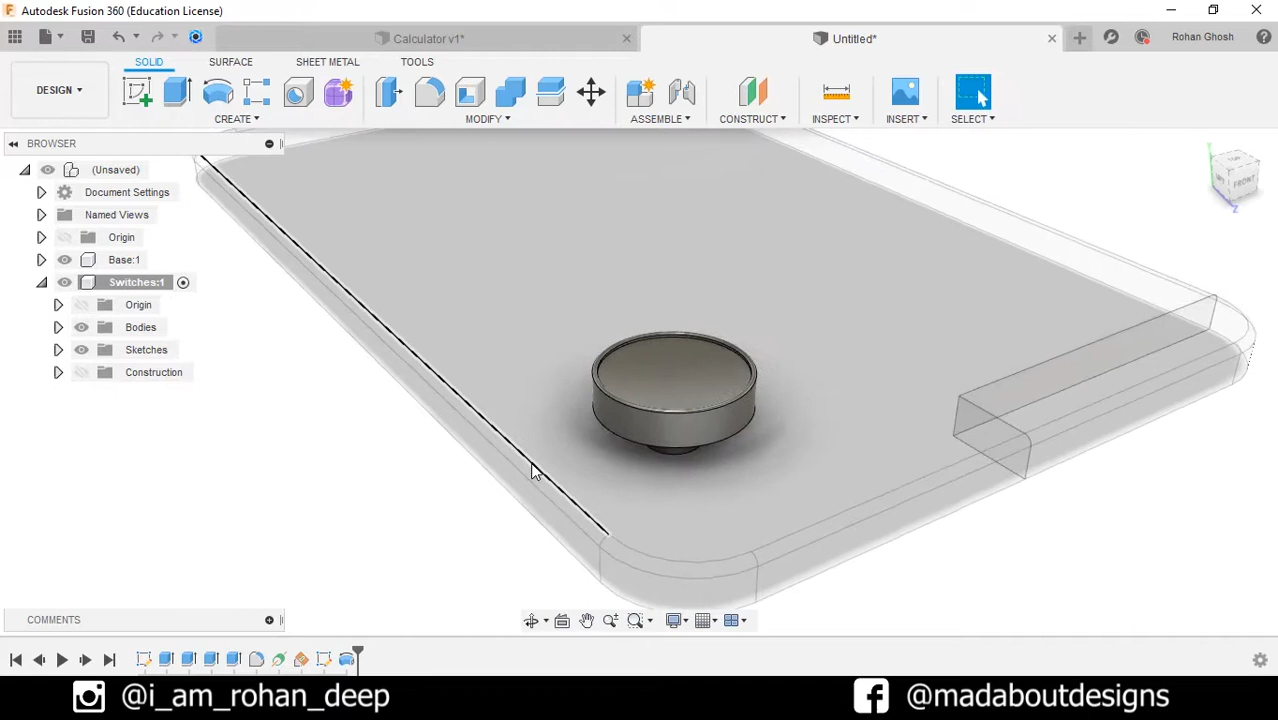 Autodesk Fusion 360 (Education License)
Calculator v1*
Untitled*
Rohan Ghosh
DESIGN
SOLID
SURFACE
SHEET METAL
TOOLS
CREATE
MODIFY
ASSEMBLE
CONSTRUCT
INSPECT
INSERT
SELECT
BROWSER
(Unsaved)
Document Settings
Named Views
Origin
Base:1
Switches:1
Origin
Bodies
Sketches
Construction
TOP
FRONT
COMMENTS
@i_am_rohan_deep
@madaboutdesigns